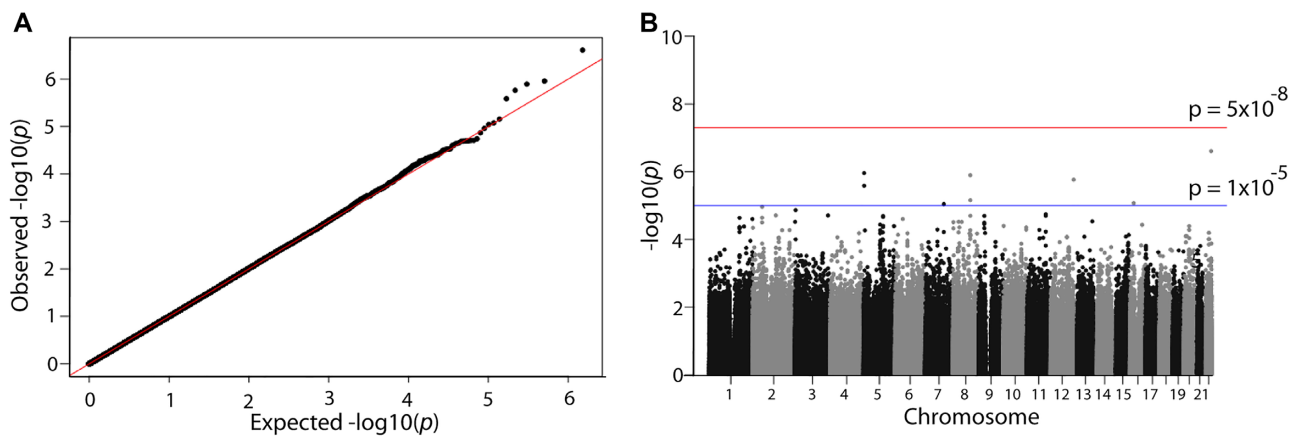 A
Observed -log10(p)
6
5
4
3
2
1
0
0 1 2 3 4 5 6
Expected -log10(p)
B
-log10(p)
10
8
6
4
2
0
p = 5x10-8
p = 1x10-5
1 2 3 4 5 6 7 8 9 10 11 12 13 14 15 17 19 21
Chromosome